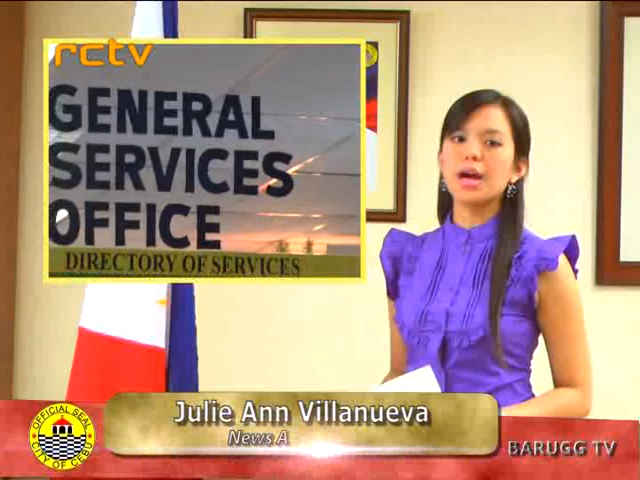 rctv
GENERAL
SERVICES
OFFICE
DIRECTORY OF SERVICES
Julie Ann Villanueva
News A
BARUGG TV
OFFICIAL SEAL
CITY OF CEBU